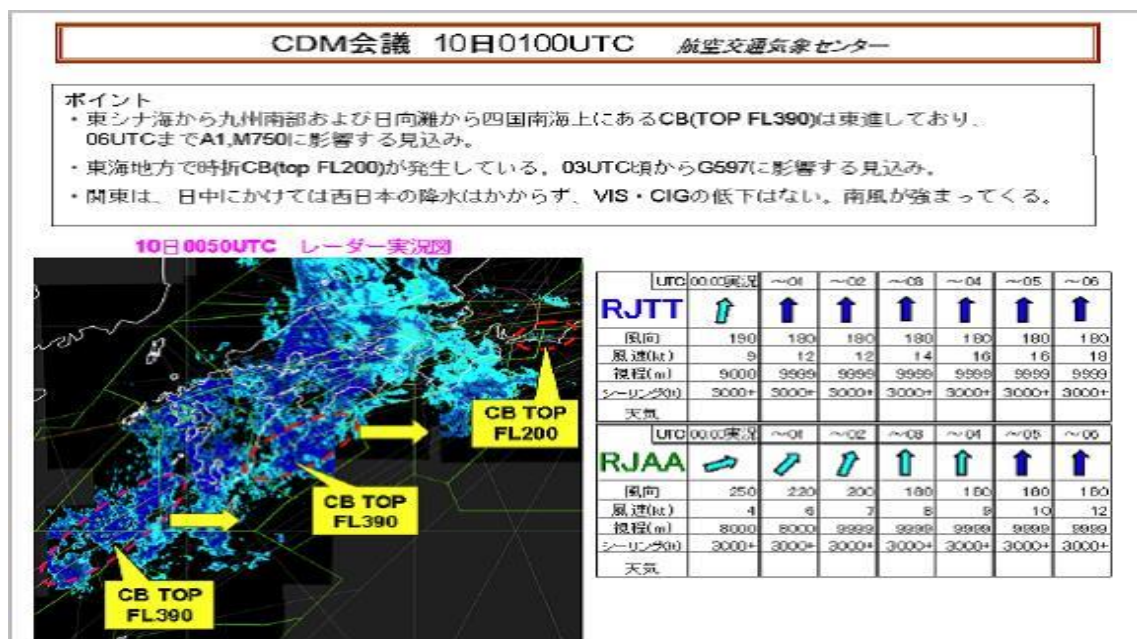 CDM会議 10日0100UTC 航空交通気象センター
ポイント
・東シナ海から九州南部および日向灘から四国南海上にあるCB(TOP FL390)は東進しており、
06UTCまでA1,M750に影響する見込み。
・東海地方で時折CB(top FL200)が発生している。03UTC頃からG597に影響する見込み。
・関東は、日中にかけては西日本の降水はかからず、VIS・CIGの低下はない。南風が強まってくる。
10日0050UTC レーダー実況図
CB TOP
FL200
CB TOP
FL390
CB TOP
FL390
UTC 00:00実況 ～01 ～02 ～03 ～04 ～05 ～06
RJTT
風向 190 180 180 180 180 180 180
風速(kt) 9 12 12 14 16 16 18
視程(m) 9000 9999 9999 9999 9999 9999 9999
シーリング(ft) 3000+ 3000+ 3000+ 3000+ 3000+ 3000+ 3000+
天気
UTC 00:00実況 ～01 ～02 ～03 ～04 ～05 ～06
RJAA
風向 250 220 200 180 180 180 180
風速(kt) 4 6 7 8 9 10 12
視程(m) 8000 8000 9999 9999 9999 9999 9999
シーリング(ft) 3000+ 3000+ 3000+ 3000+ 3000+ 3000+ 3000+
天気